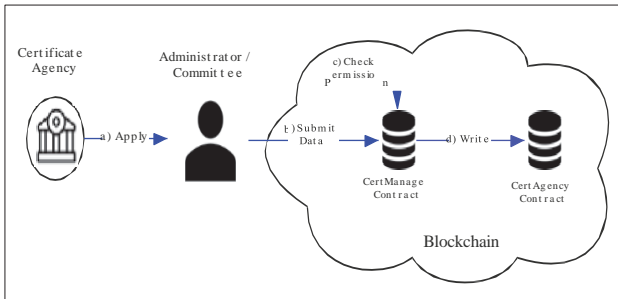 Certificate
Agency
Administrator /
Committee
a) Apply
b) Submit
Data
c) Check
Permission
CertManage
Contract
d) Write
CertAgency
Contract
Blockchain